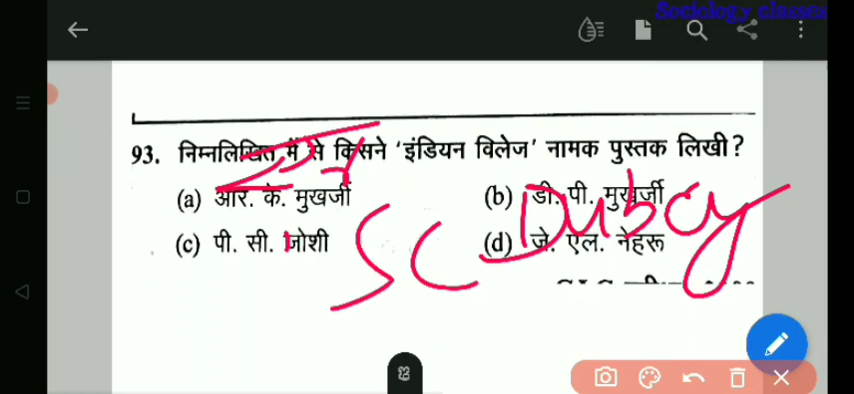 Sociology classes
93. निम्नलिखित में से किसने 'इंडियन विलेज' नामक पुस्तक लिखी?
(a) आर. के. मुखर्जी (b) डी. पी. मुखर्जी
(c) पी. सी. जोशी (d) जे. एल. नेहरू
SC Dubey